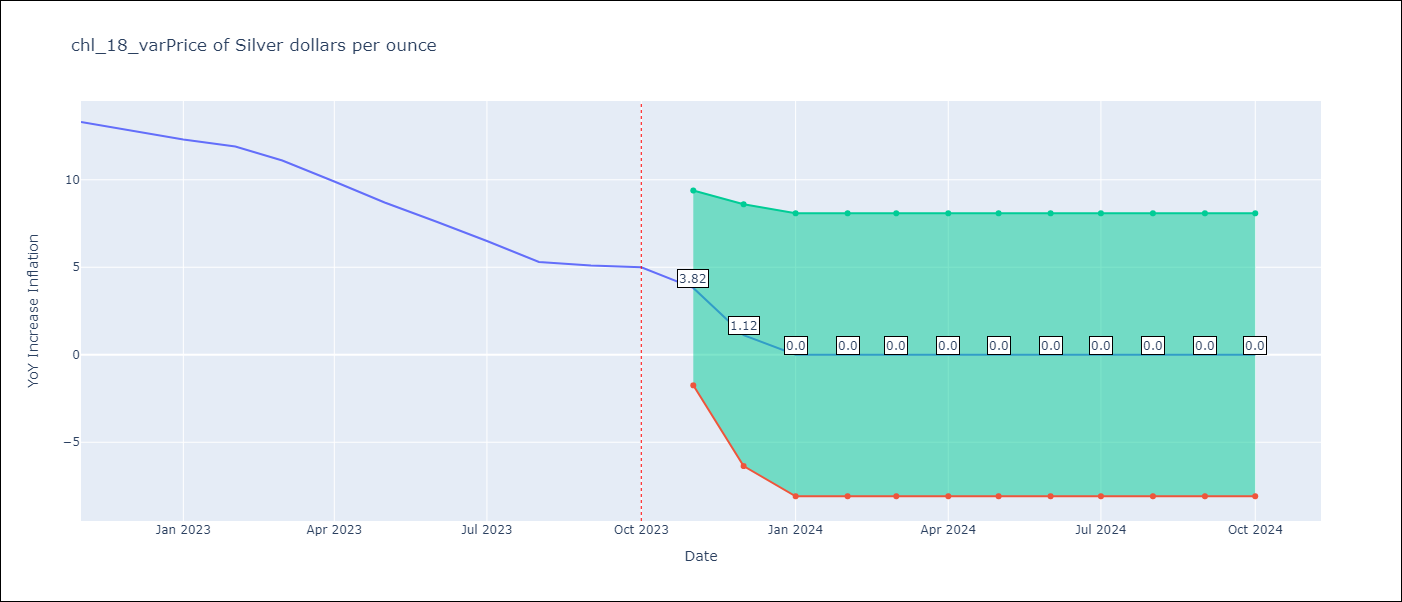 chl_18_varPrice of Silver dollars per ounce
YoY Increase Inflation
10
5
0
−5
3.82
1.12
0.0
0.0
0.0
0.0
0.0
0.0
0.0
0.0
0.0
0.0
Jan 2023
Apr 2023
Jul 2023
Oct 2023
Jan 2024
Apr 2024
Jul 2024
Oct 2024
Date